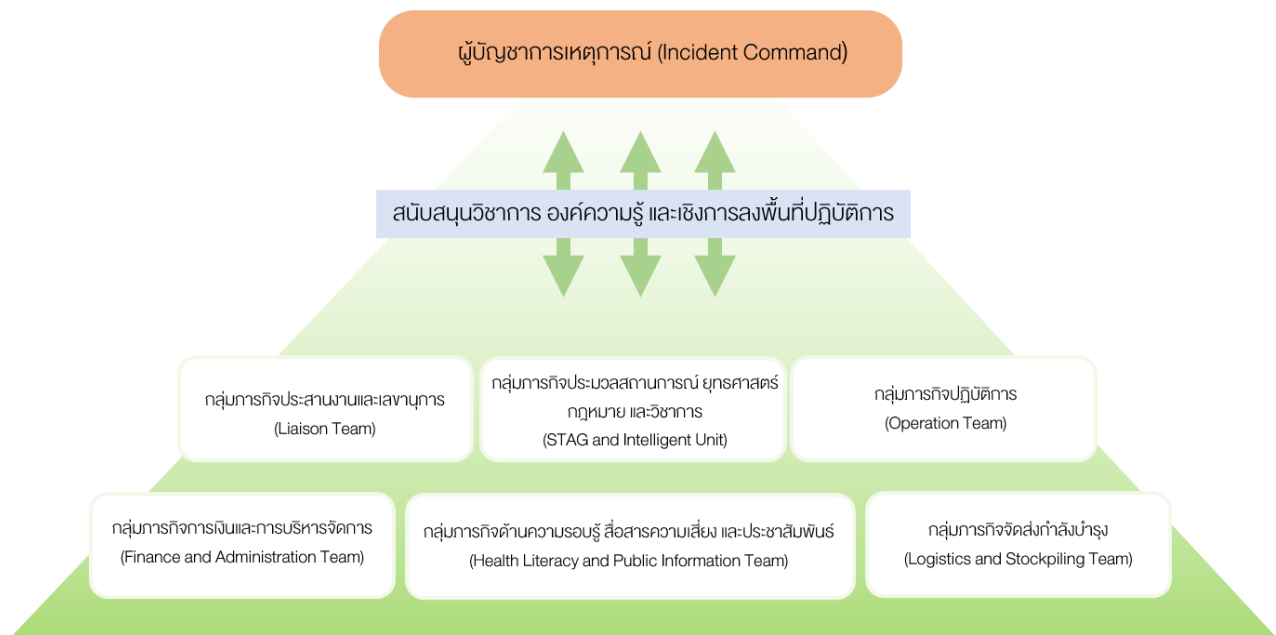 ผู้บัญชาการเหตุการณ์ (Incident Command)
สนับสนุนวิชาการ องค์ความรู้ และเชิงการลงพื้นที่ปฏิบัติการ
กลุ่มภารกิจประสานงานและเลขานุการ
(Liaison Team)
กลุ่มภารกิจประมวลสถานการณ์ ยุทธศาสตร์
กฎหมาย และวิชาการ
(STAG and Intelligent Unit)
กลุ่มภารกิจปฏิบัติการ
(Operation Team)
กลุ่มภารกิจการเงินและการบริหารจัดการ
(Finance and Administration Team)
กลุ่มภารกิจด้านความรอบรู้ สื่อสารความเสี่ยง และประชาสัมพันธ์
(Health Literacy and Public Information Team)
กลุ่มภารกิจจัดส่งกำลังบำรุง
(Logistics and Stockpiling Team)